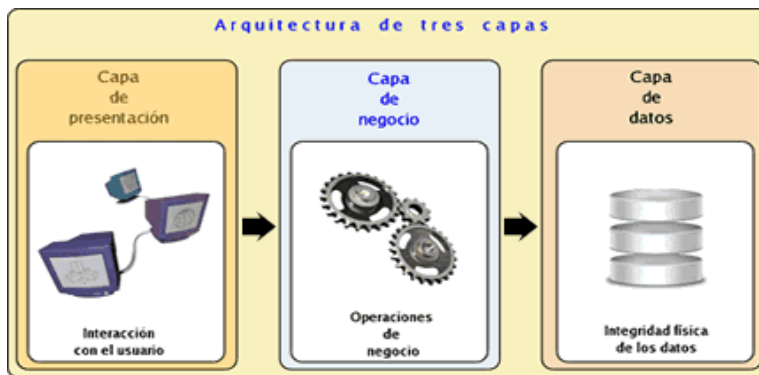 Arquitectura de tres capas
Capa
de
presentación
Interacción
con el usuario
Capa
de
negocio
Operaciones
de
negocio
Capa
de
datos
Integridad física
de los datos